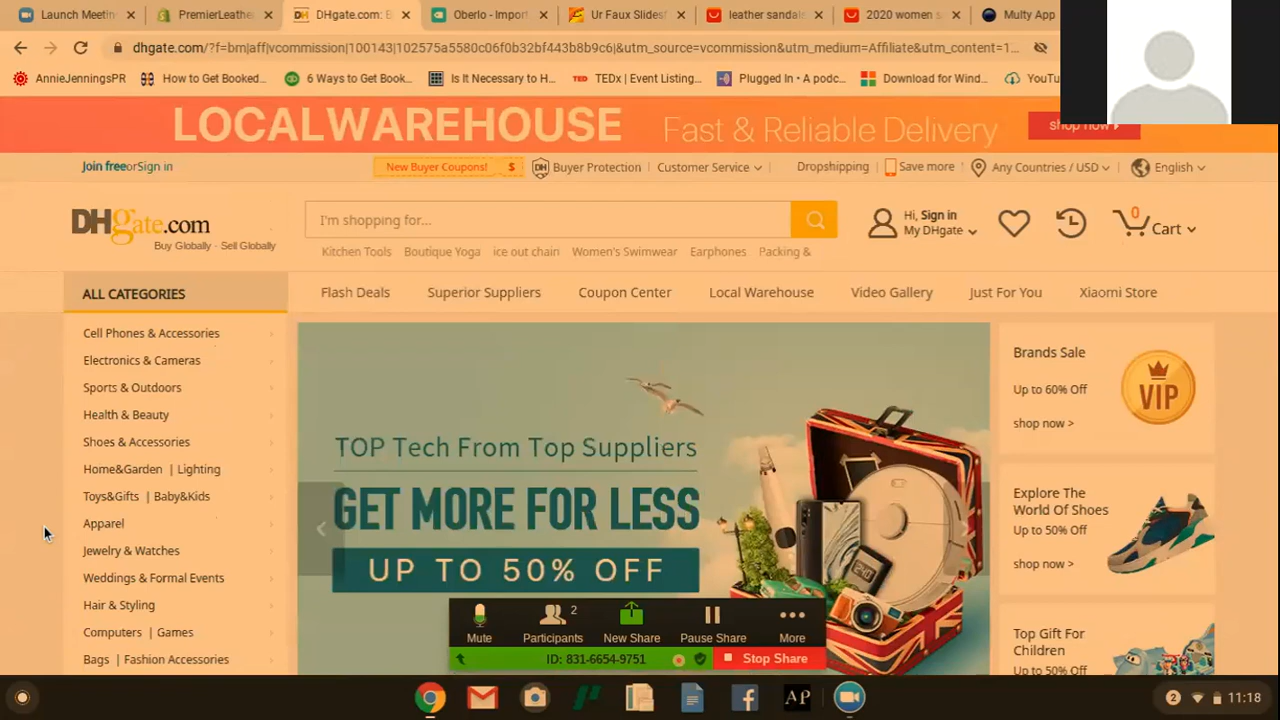 Launch Meeti
PremierLeathe
DHgate.com: B
Oberlo - Import
Ur Faux Slides!
leather sandals
2020 women s
Multy App
dhgate.com/?f=bm|aff|vcommission|100143|102575a5580c06f0b32bf443b8b9c6|&utm_source=vcommission&utm_medium=Affiliate&utm_content=1...
AnnieJenningsPR
How to Get Booked...
6 Ways to Get Book...
Is It Necessary to H...
TED TEDx | Event Listing...
Plugged In • A podc...
Download for Wind...
YouTu
LOCALWAREHOUSE Fast & Reliable Delivery shop now
Join freeorSign in
New Buyer Coupons! $
DH Buyer Protection
Customer Service
Dropshipping
Save more
Any Countries / USD
English
DHgate.com
Buy Globally · Sell Globally
I'm shopping for...
Hi, Sign in
My DHgate
0
Cart
Kitchen Tools Boutique Yoga ice out chain Women's Swimwear Earphones Packing &
ALL CATEGORIES
Flash Deals Superior Suppliers Coupon Center Local Warehouse Video Gallery Just For You Xiaomi Store
Cell Phones & Accessories
Electronics & Cameras
Sports & Outdoors
Health & Beauty
Shoes & Accessories
Home&Garden | Lighting
Toys&Gifts | Baby&Kids
Apparel
Jewelry & Watches
Weddings & Formal Events
Hair & Styling
Computers | Games
Bags | Fashion Accessories
TOP Tech From Top Suppliers
GET MORE FOR LESS
UP TO 50% OFF
Brands Sale
Up to 60% Off
shop now >
VIP
Explore The
World Of Shoes
Up to 50% Off
shop now >
Top Gift For
Children
Up to 50% Off
2
Mute Participants New Share Pause Share More
ID: 831-6654-9751
Stop Share
AP
2
11:18